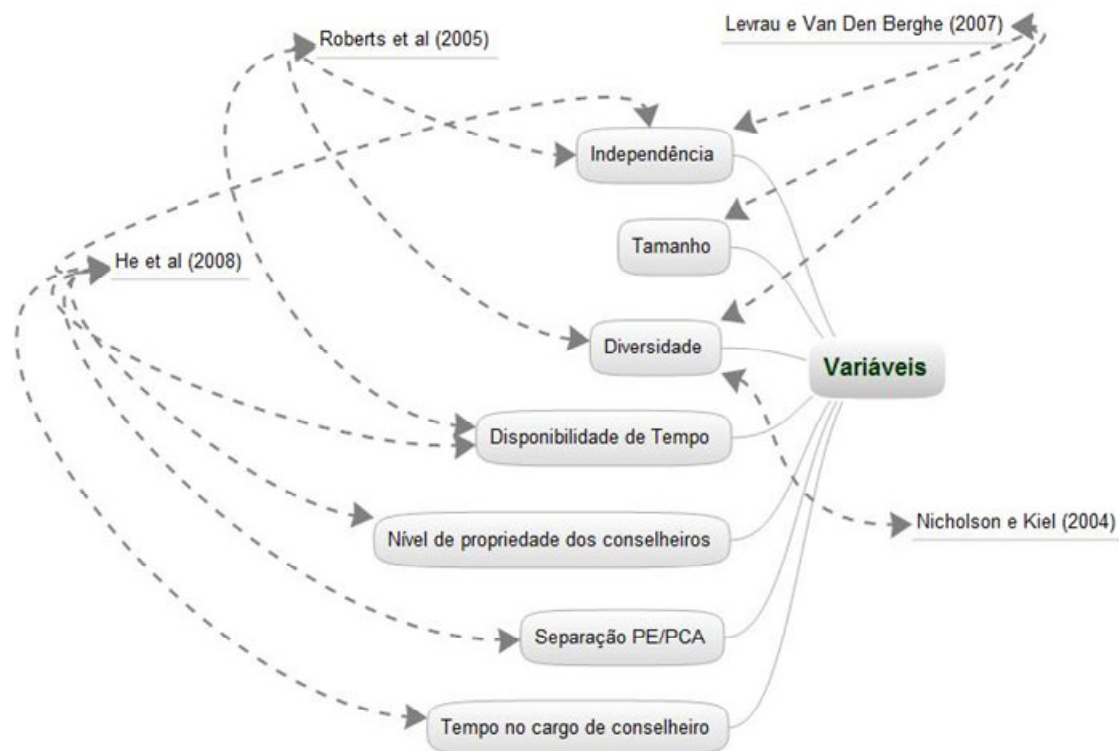 Levrau e Van Den Berghe (2007)
Roberts et al (2005)
Independência
Tamanho
He et al (2008)
Diversidade
Variáveis
Disponibilidade de Tempo
Nicholson e Kiel (2004)
Nível de propriedade dos conselheiros
Separação PE/PCA
Tempo no cargo de conselheiro